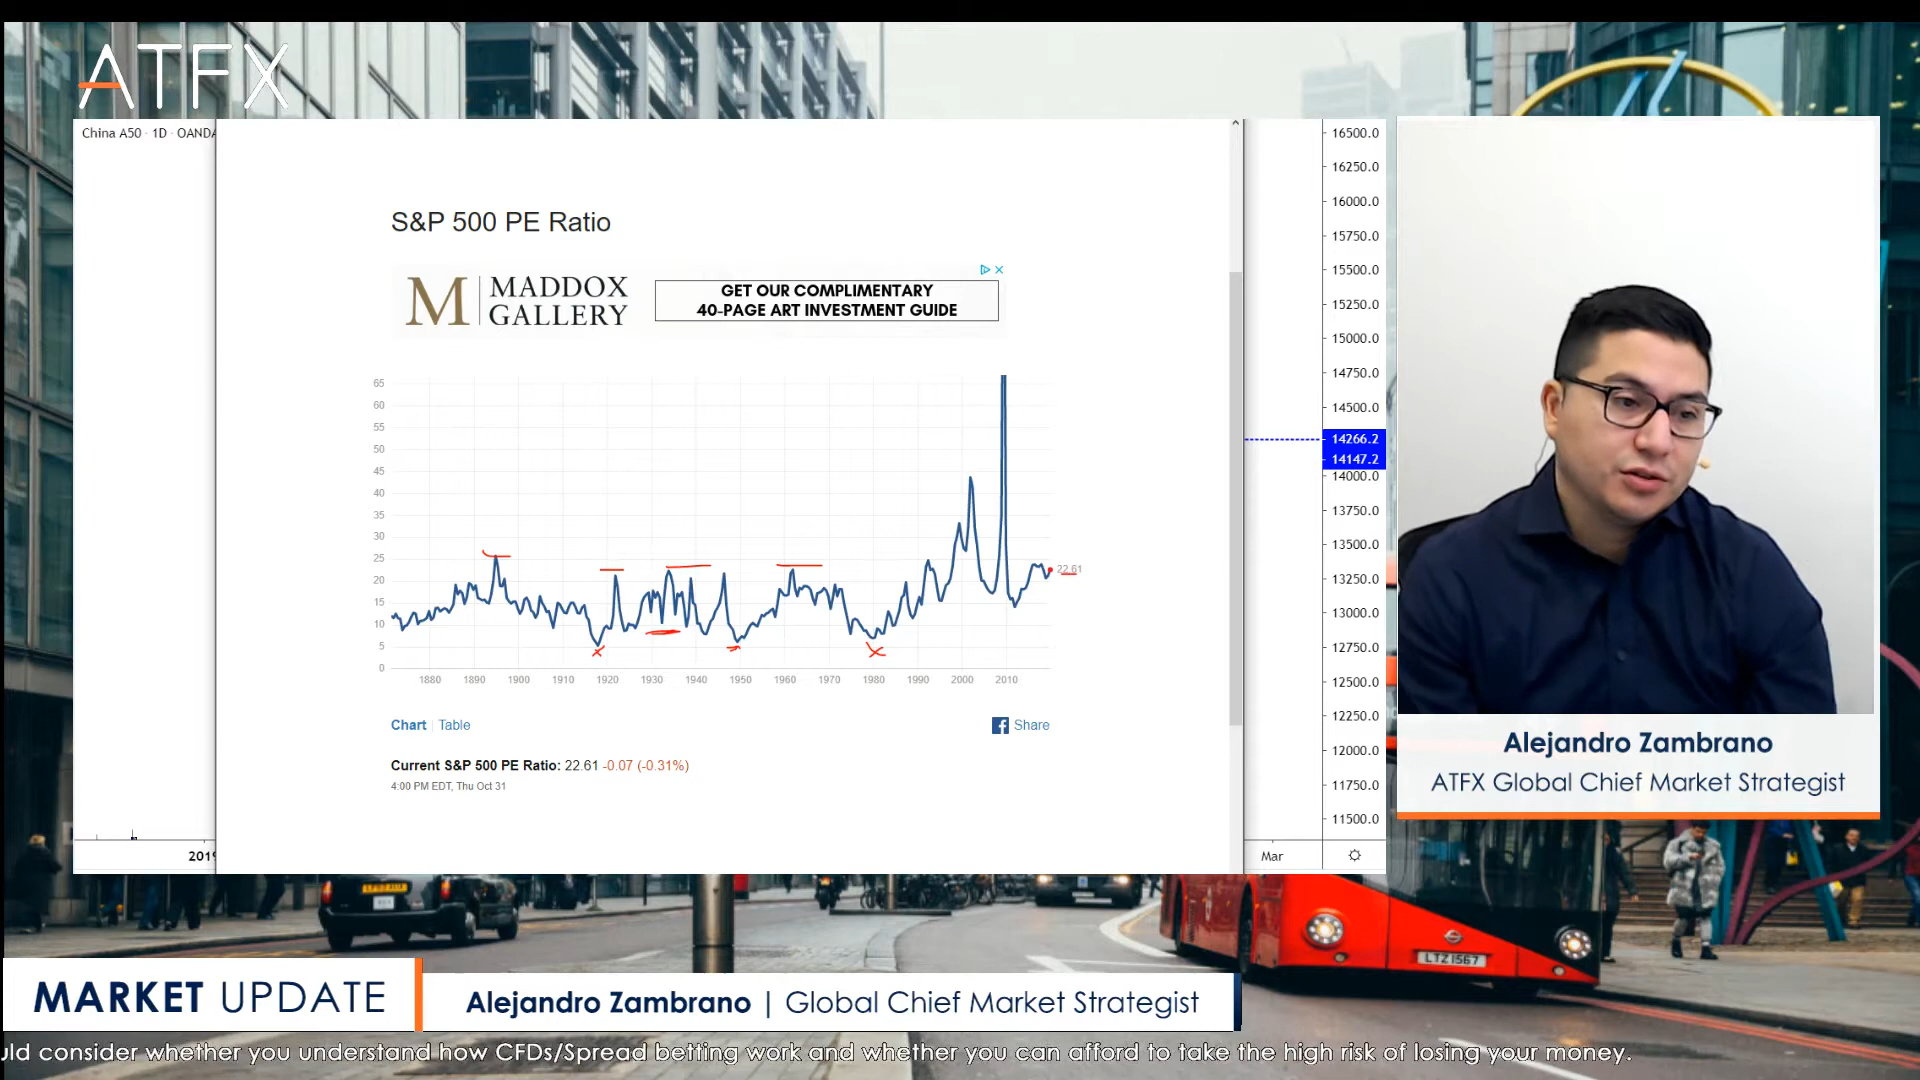 ATFX
China A50 · 1D · OANDA
S&P 500 PE Ratio
M MADDOX
GALLERY
GET OUR COMPLIMENTARY
40-PAGE ART INVESTMENT GUIDE
65
60
55
50
45
40
35
30
25
20
15
10
5
0
22.61
1880 1890 1900 1910 1920 1930 1940 1950 1960 1970 1980 1990 2000 2010
Chart | Table
Share
Current S&P 500 PE Ratio: 22.61 -0.07 (-0.31%)
4:00 PM EDT, Thu Oct 31
2019
Mar
16500.0
16250.0
16000.0
15750.0
15500.0
15250.0
15000.0
14750.0
14500.0
14266.2
14147.2
14000.0
13750.0
13500.0
13250.0
13000.0
12750.0
12500.0
12250.0
12000.0
11750.0
11500.0
Alejandro Zambrano
ATFX Global Chief Market Strategist
LTZ1567
MARKET UPDATE
Alejandro Zambrano | Global Chief Market Strategist
uld consider whether you understand how CFDs/Spread betting work and whether you can afford to take the high risk of losing your money.